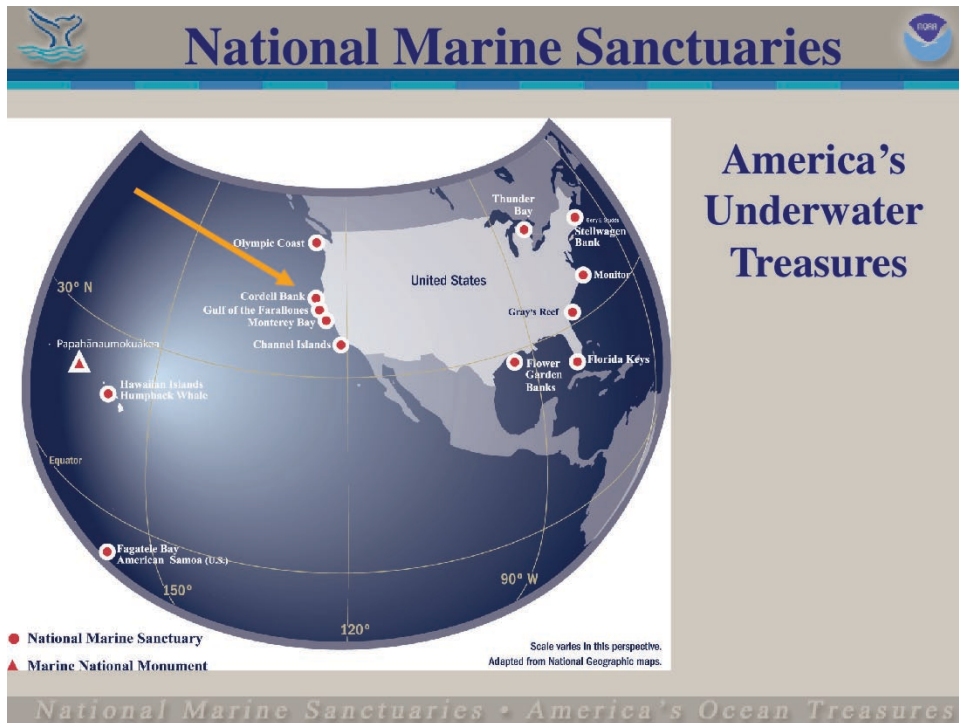 National Marine Sanctuaries
NOAA
America's
Underwater
Treasures
Thunder
Bay
Stellwagen
Bank
Olympic Coast
United States
Monitor
30° N
Cordell Bank
Gulf of the Farallones
Monterey Bay
Gray's Reef
Channel Islands
Papahānaumokuākea
Florida Keys
Flower
Garden
Banks
Hawaiian Islands
Humpback Whale
Equator
Fagatele Bay
American Samoa (U.S.)
150°
90° W
120°
National Marine Sanctuary
Marine National Monument
Scale varies in this perspective.
Adapted from National Geographic maps.
National Marine Sanctuaries • America's Ocean Treasures